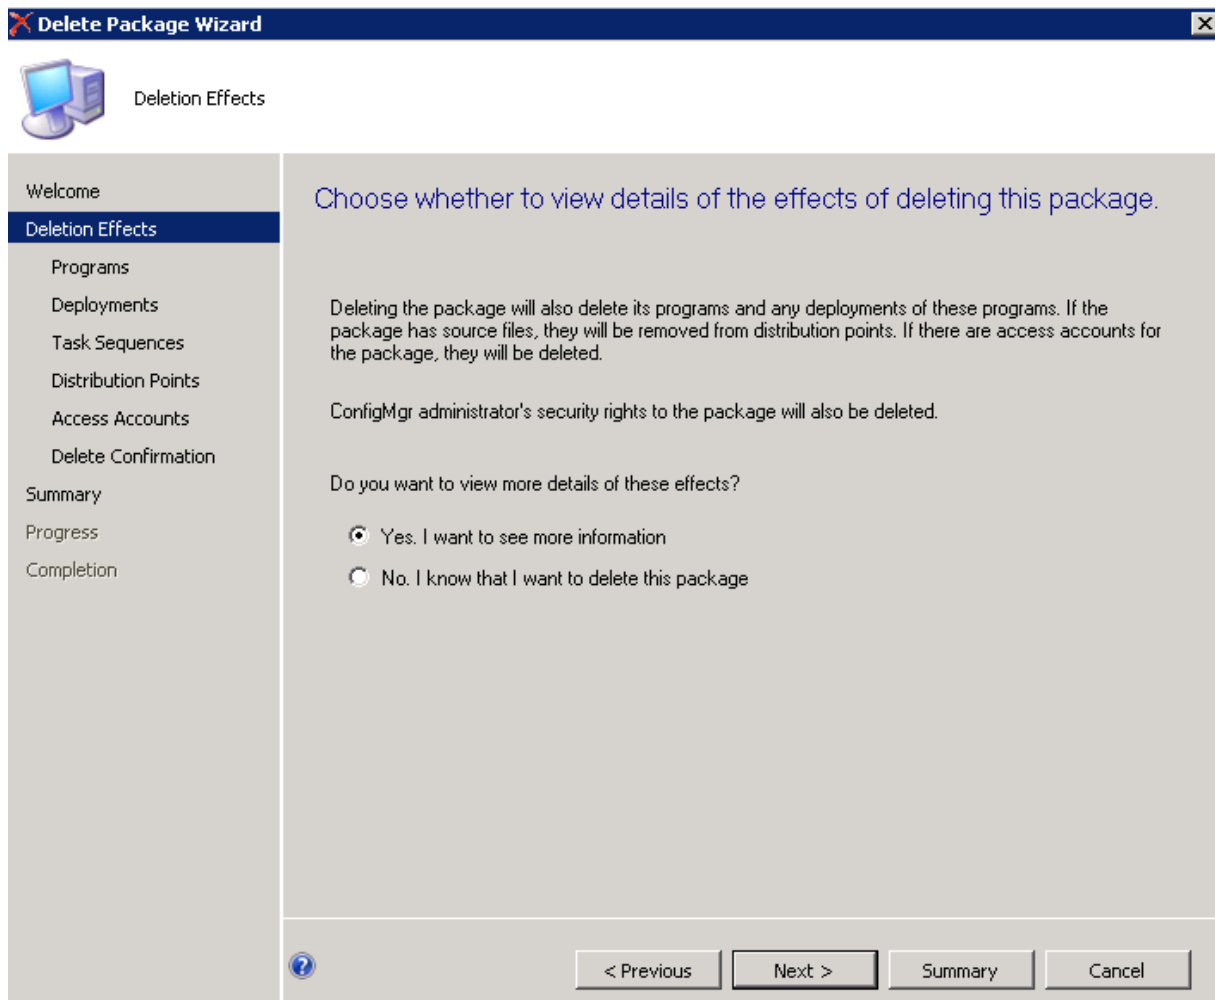 Delete Package Wizard
Deletion Effects
Welcome
Deletion Effects
Programs
Deployments
Task Sequences
Distribution Points
Access Accounts
Delete Confirmation
Summary
Progress
Completion
Choose whether to view details of the effects of deleting this package.
Deleting the package will also delete its programs and any deployments of these programs. If the
package has source files, they will be removed from distribution points. If there are access accounts for
the package, they will be deleted.
ConfigMgr administrator's security rights to the package will also be deleted.
Do you want to view more details of these effects?
Yes. I want to see more information
No. I know that I want to delete this package
< Previous
Next >
Summary
Cancel